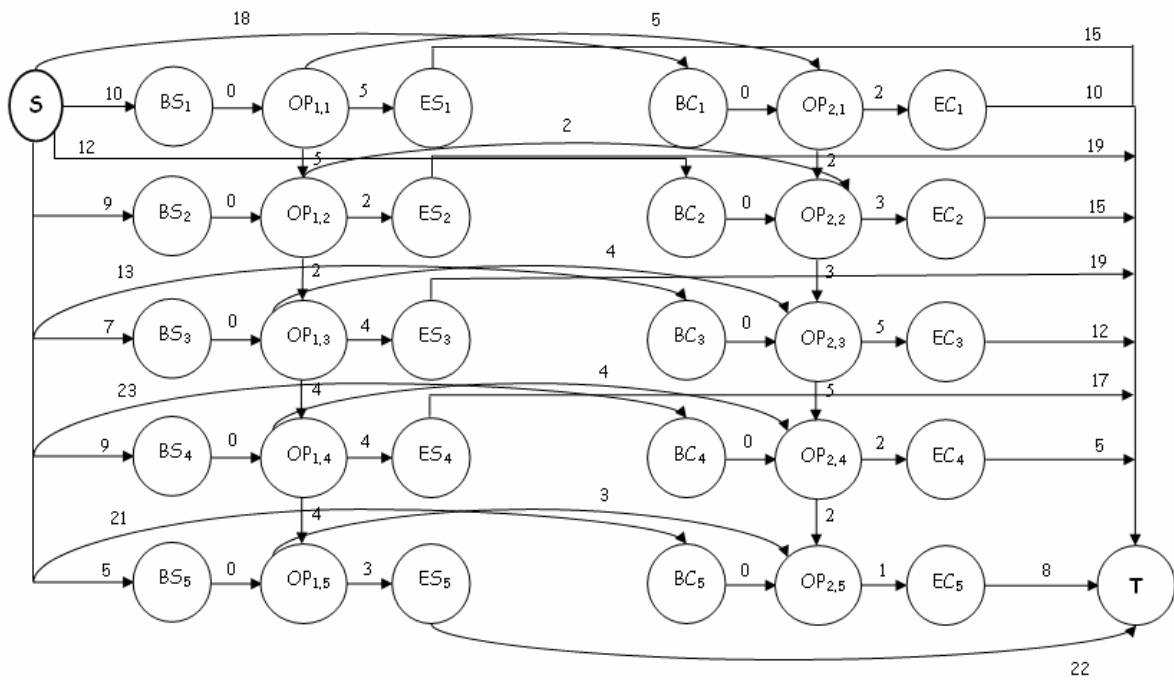 18 5 15
S 10 BS₁ 0 OP₁,₁ 5 ES₁ BC₁ 0 OP₂,₁ 2 EC₁ 10
12 5 2 2 19
9 BS₂ 0 OP₁,₂ 2 ES₂ BC₂ 0 OP₂,₂ 3 EC₂ 15
13 2 4 3 19
7 BS₃ 0 OP₁,₃ 4 ES₃ BC₃ 0 OP₂,₃ 5 EC₃ 12
23 4 4 5 17
9 BS₄ 0 OP₁,₄ 4 ES₄ BC₄ 0 OP₂,₄ 2 EC₄ 5
21 4 3 2
5 BS₅ 0 OP₁,₅ 3 ES₅ BC₅ 0 OP₂,₅ 1 EC₅ 8 T
22